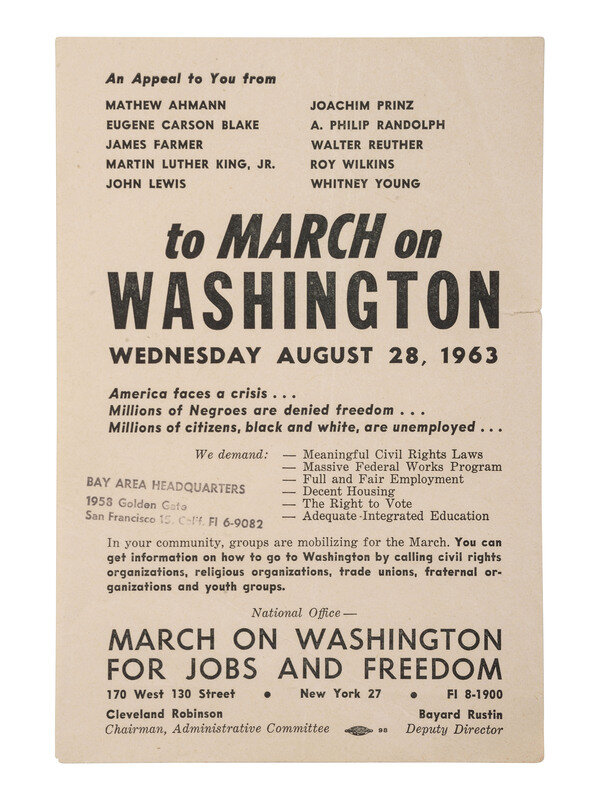 An Appeal to You from
MATHEW AHMANN
EUGENE CARSON BLAKE
JAMES FARMER
MARTIN LUTHER KING, JR.
JOHN LEWIS
JOACHIM PRINZ
A. PHILIP RANDOLPH
WALTER REUTHER
ROY WILKINS
WHITNEY YOUNG
to MARCH on
WASHINGTON
WEDNESDAY AUGUST 28, 1963
America faces a crisis . . .
Millions of Negroes are denied freedom . . .
Millions of citizens, black and white, are unemployed . . .
We demand: — Meaningful Civil Rights Laws
— Massive Federal Works Program
— Full and Fair Employment
— Decent Housing
— The Right to Vote
— Adequate Integrated Education
BAY AREA HEADQUARTERS
1958 Golden Gate
San Francisco 15, Calif. FI 6-9082
In your community, groups are mobilizing for the March. You can
get information on how to go to Washington by calling civil rights
organizations, religious organizations, trade unions, fraternal or-
ganizations and youth groups.
National Office —
MARCH ON WASHINGTON
FOR JOBS AND FREEDOM
170 West 130 Street • New York 27 • FI 8-1900
Cleveland Robinson
Chairman, Administrative Committee
98
Bayard Rustin
Deputy Director